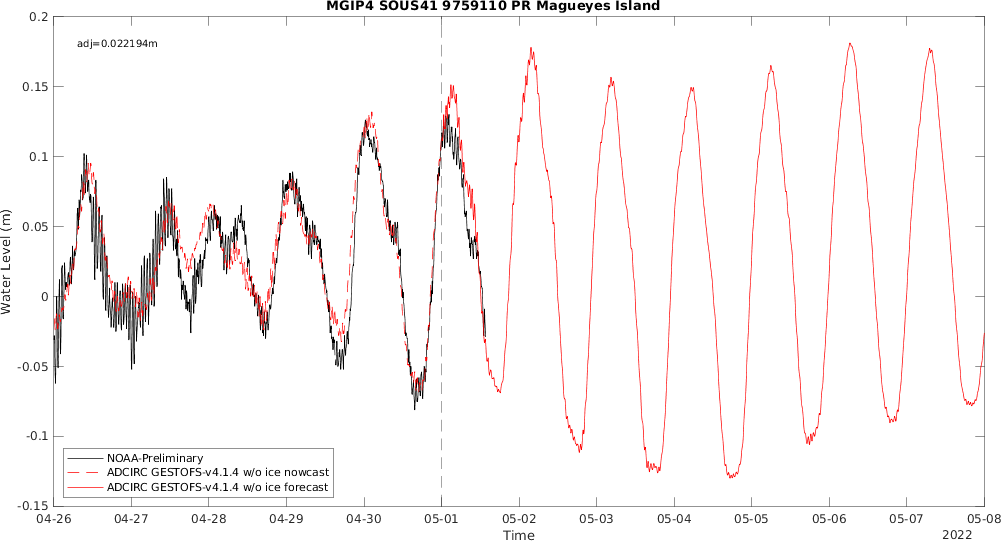 MGIP4 SOUS41 9759110 PR Magueyes Island
adj=0.022194m
0.2
0.15
0.1
0.05
0
-0.05
-0.1
-0.15
Water Level (m)
NOAA-Preliminary
ADCIRC GESTOFS-v4.1.4 w/o ice nowcast
ADCIRC GESTOFS-v4.1.4 w/o ice forecast
04-26 04-27 04-28 04-29 04-30 05-01 05-02 05-03 05-04 05-05 05-06 05-07 05-08
Time
2022